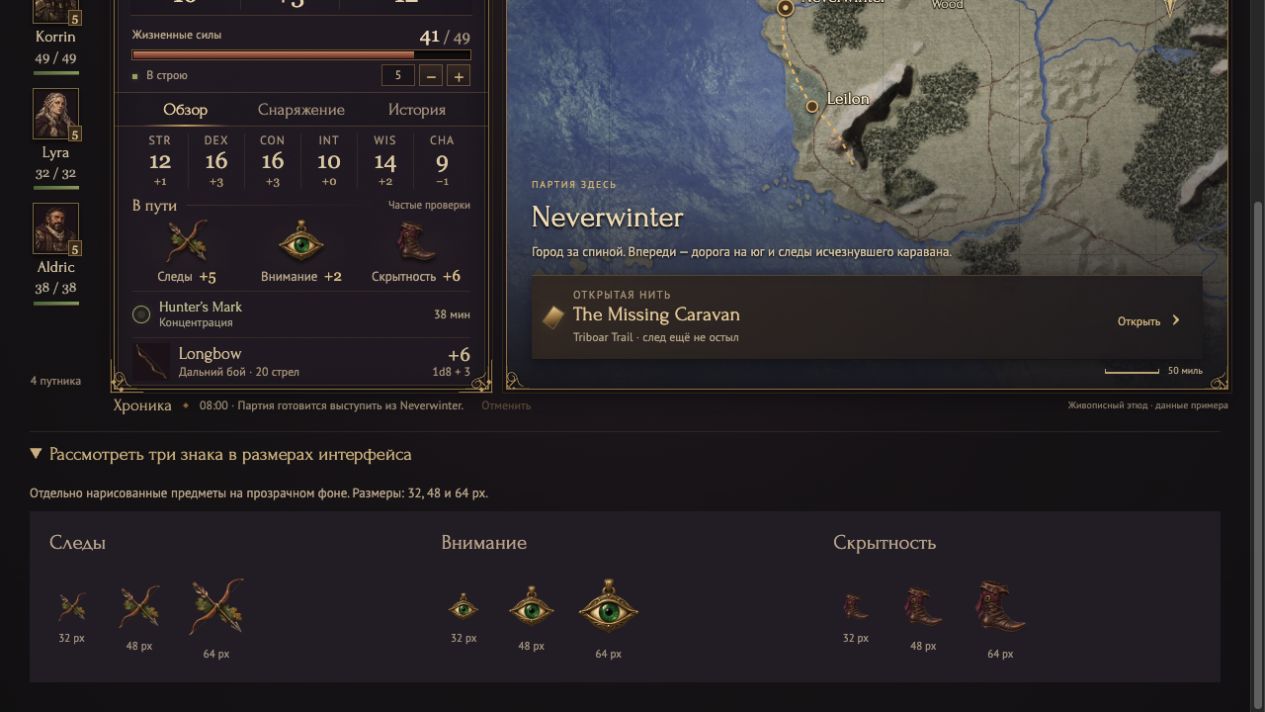 5
Korrin
49 / 49
5
Lyra
32 / 32
5
Aldric
38 / 38
4 путника
Жизненные силы
41 / 49
В строю
5
−
+
Обзор
Снаряжение
История
STR
DEX
CON
INT
WIS
CHA
12
16
16
10
14
9
+1
+3
+3
+0
+2
−1
В пути
Частые проверки
Следы +5
Внимание +2
Скрытность +6
Hunter's Mark
Концентрация
38 мин
Longbow
+6
Дальний бой · 20 стрел
1d8 + 3
Wood
Leilon
ПАРТИЯ ЗДЕСЬ
Neverwinter
Город за спиной. Впереди — дорога на юг и следы исчезнувшего каравана.
ОТКРЫТАЯ НИТЬ
The Missing Caravan
Triboar Trail · след ещё не остыл
Открыть
50 миль
Хроника
08:00 · Партия готовится выступить из Neverwinter.
Отменить
Живописный этюд · данные примера
Рассмотреть три знака в размерах интерфейса
Отдельно нарисованные предметы на прозрачном фоне. Размеры: 32, 48 и 64 px.
Следы
Внимание
Скрытность
32 px
48 px
64 px
32 px
48 px
64 px
32 px
48 px
64 px